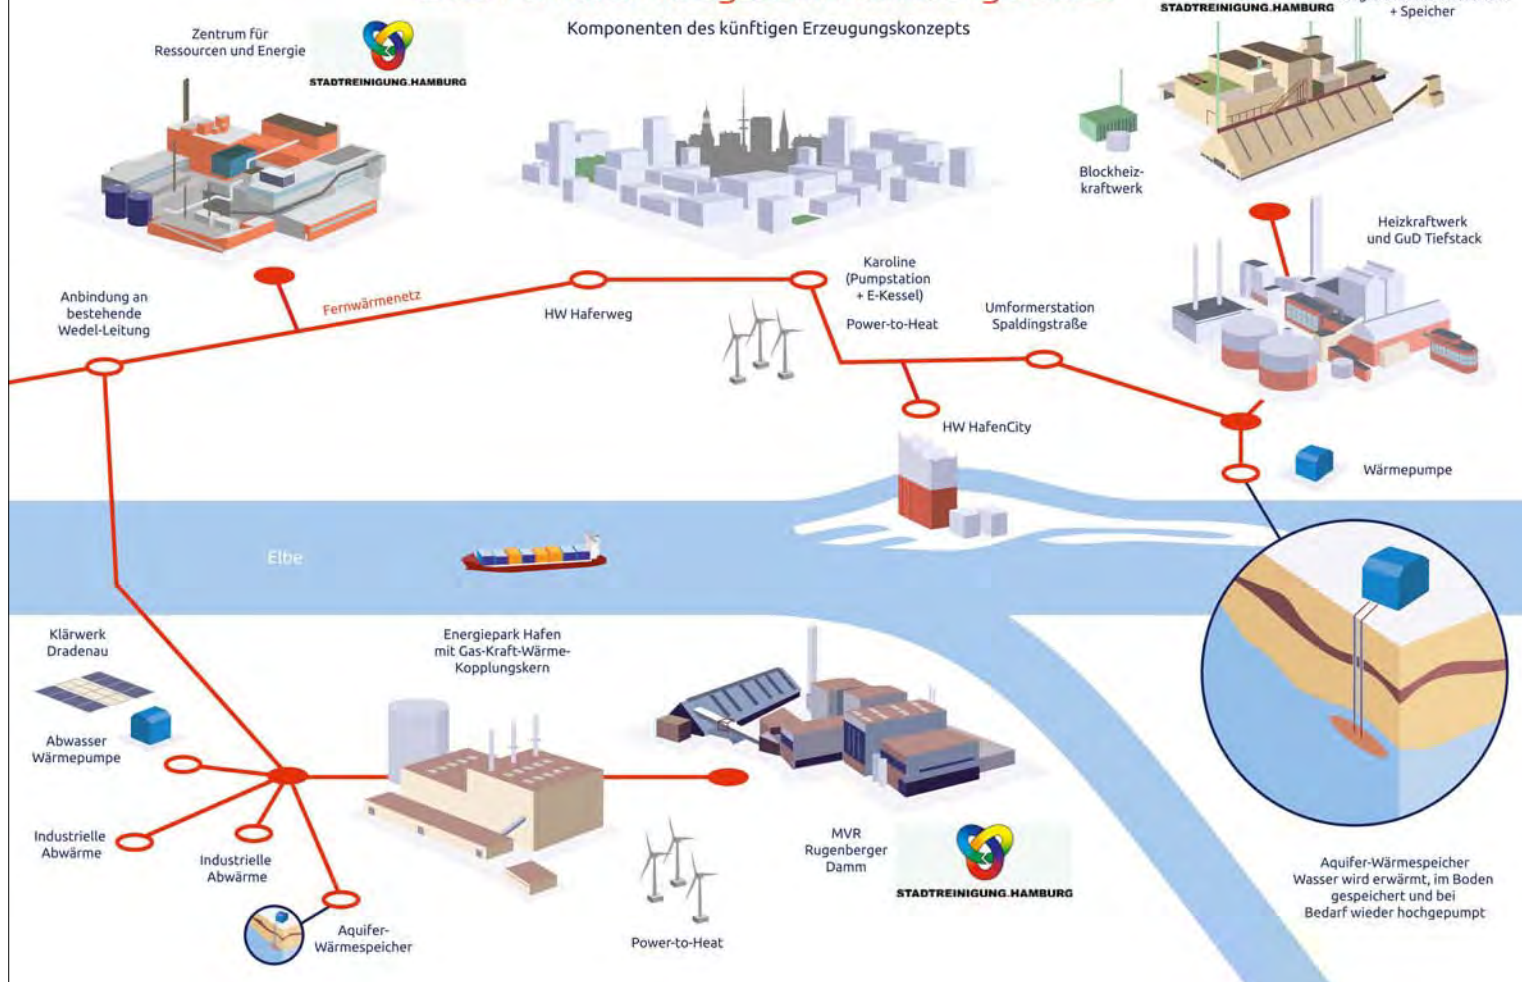 STADTREINIGUNG.HAMBURG
+ Speicher
Komponenten des künftigen Erzeugungskonzepts
Zentrum für
Ressourcen und Energie
STADTREINIGUNG.HAMBURG
Blockheiz-
kraftwerk
Heizkraftwerk
und GuD Tiefstack
Anbindung an
bestehende
Wedel-Leitung
Fernwärmenetz
HW Haferweg
Karoline
(Pumpstation
+ E-Kessel)
Power-to-Heat
Umformerstation
Spaldingstraße
HW HafenCity
Wärmepumpe
Elbe
Klärwerk
Dradenau
Abwasser
Wärmepumpe
Industrielle
Abwärme
Industrielle
Abwärme
Aquifer-
Wärmespeicher
Energiepark Hafen
mit Gas-Kraft-Wärme-
Kopplungskern
Power-to-Heat
MVR
Rugenberger
Damm
STADTREINIGUNG.HAMBURG
Aquifer-Wärmespeicher
Wasser wird erwärmt, im Boden
gespeichert und bei
Bedarf wieder hochgepumpt